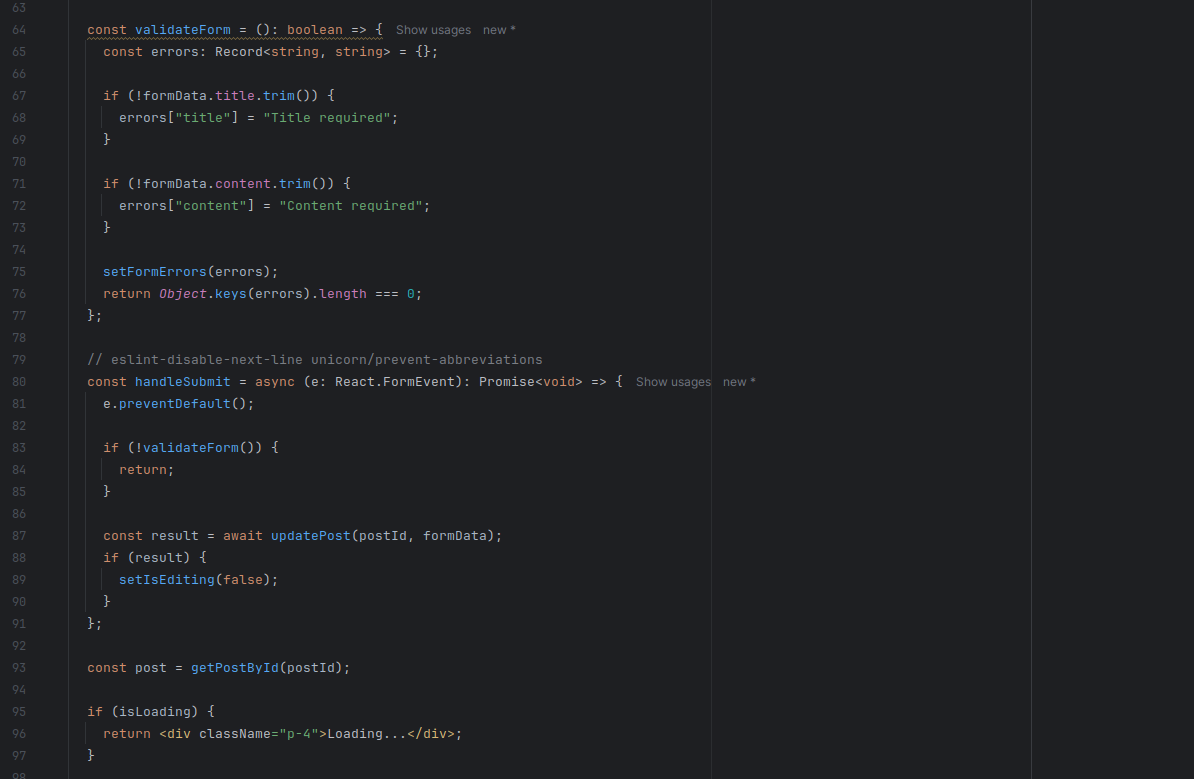 63
64 const validateForm = (): boolean => { Show usages new *
65 const errors: Record<string, string> = {};
66
67 if (!formData.title.trim()) {
68 errors["title"] = "Title required";
69 }
70
71 if (!formData.content.trim()) {
72 errors["content"] = "Content required";
73 }
74
75 setFormErrors(errors);
76 return Object.keys(errors).length === 0;
77 };
78
79 // eslint-disable-next-line unicorn/prevent-abbreviations
80 const handleSubmit = async (e: React.FormEvent): Promise<void> => { Show usages new *
81 e.preventDefault();
82
83 if (!validateForm()) {
84 return;
85 }
86
87 const result = await updatePost(postId, formData);
88 if (result) {
89 setIsEditing(false);
90 }
91 };
92
93 const post = getPostById(postId);
94
95 if (isLoading) {
96 return <div className="p-4">Loading...</div>;
97 }
98